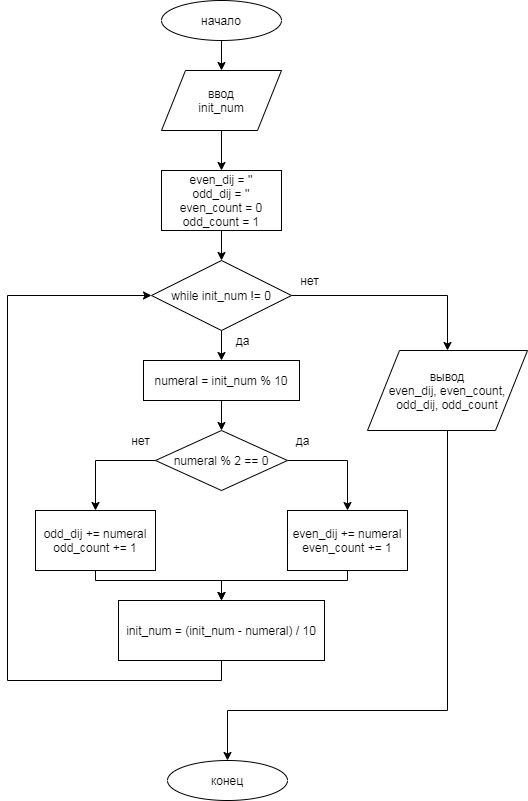 начало
ввод
init_num
even_dij = "
odd_dij = "
even_count = 0
odd_count = 1
while init_num != 0
нет
да
numeral = init_num % 10
вывод
even_dij, even_count,
odd_dij, odd_count
numeral % 2 == 0
нет
да
odd_dij += numeral
odd_count += 1
even_dij += numeral
even_count += 1
init_num = (init_num - numeral) / 10
конец